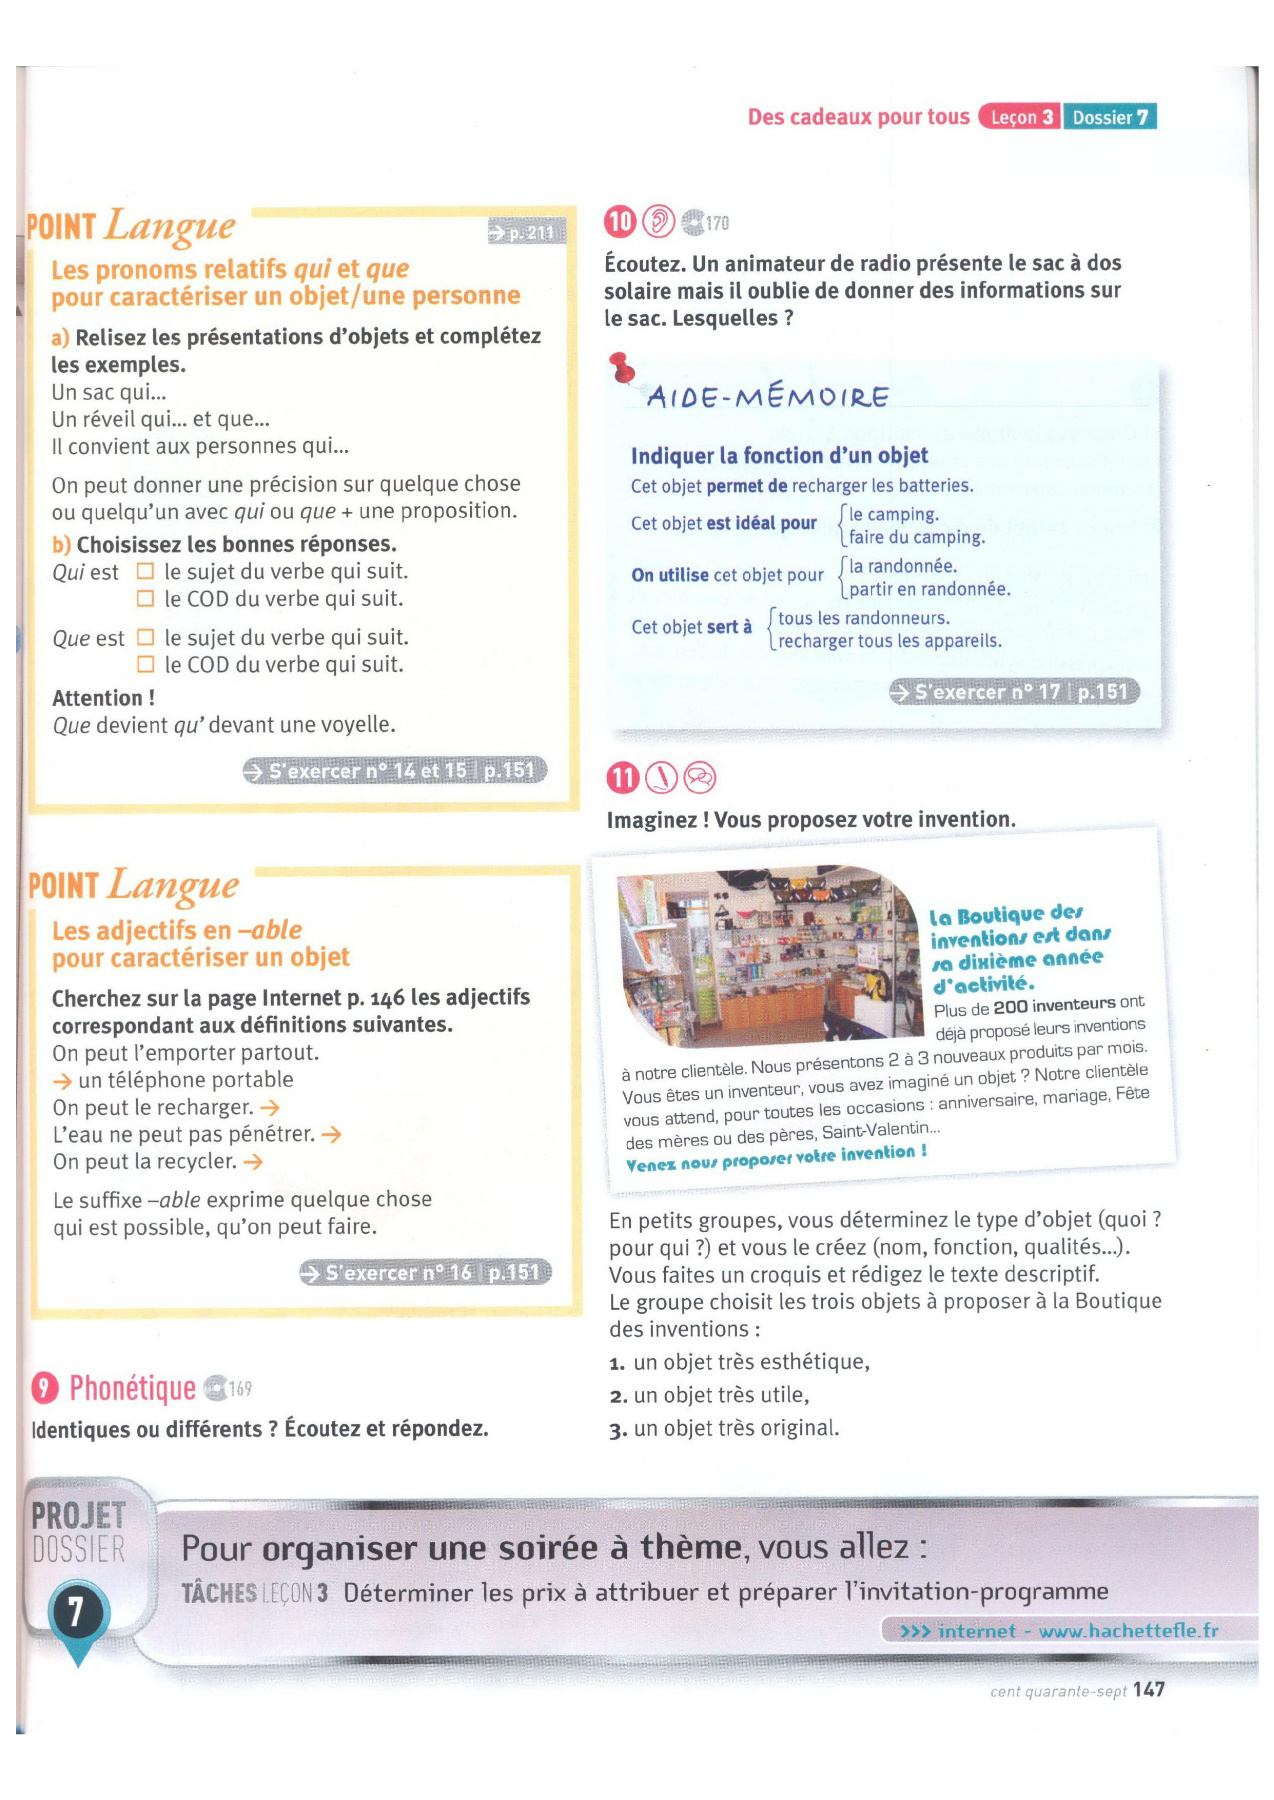 Des cadeaux pour tous Leçon 3 Dossier 7
POINT Langue
→ p. 211
Les pronoms relatifs qui et que
pour caractériser un objet/une personne
a) Relisez les présentations d'objets et complétez
les exemples.
Un sac qui...
Un réveil qui... et que...
Il convient aux personnes qui...
On peut donner une précision sur quelque chose
ou quelqu'un avec qui ou que + une proposition.
b) Choisissez les bonnes réponses.
Qui est □ le sujet du verbe qui suit.
□ le COD du verbe qui suit.
Que est □ le sujet du verbe qui suit.
□ le COD du verbe qui suit.
Attention !
Que devient qu' devant une voyelle.
→ S'exercer n° 14 et 15 | p.151
POINT Langue
Les adjectifs en –able
pour caractériser un objet
Cherchez sur la page Internet p. 146 les adjectifs
correspondant aux définitions suivantes.
On peut l'emporter partout.
→ un téléphone portable
On peut le recharger. →
L'eau ne peut pas pénétrer. →
On peut la recycler. →
Le suffixe –able exprime quelque chose
qui est possible, qu'on peut faire.
→ S'exercer n° 16 | p.151
9 Phonétique 169
Identiques ou différents ? Écoutez et répondez.
10 170
Écoutez. Un animateur de radio présente le sac à dos
solaire mais il oublie de donner des informations sur
le sac. Lesquelles ?
AIDE-MÉMOIRE
Indiquer la fonction d'un objet
Cet objet permet de recharger les batteries.
Cet objet est idéal pour
le camping.
faire du camping.
On utilise cet objet pour
la randonnée.
partir en randonnée.
Cet objet sert à
tous les randonneurs.
recharger tous les appareils.
→ S'exercer n° 17 | p.151
11
Imaginez ! Vous proposez votre invention.
La Boutique des
inventions est dans
sa dixième année
d'activité.
Plus de 200 inventeurs ont
déjà proposé leurs inventions
à notre clientèle. Nous présentons 2 à 3 nouveaux produits par mois.
Vous êtes un inventeur, vous avez imaginé un objet ? Notre clientèle
vous attend, pour toutes les occasions : anniversaire, mariage, Fête
des mères ou des pères, Saint-Valentin...
Venez nous proposer votre invention !
En petits groupes, vous déterminez le type d'objet (quoi ?
pour qui ?) et vous le créez (nom, fonction, qualités...).
Vous faites un croquis et rédigez le texte descriptif.
Le groupe choisit les trois objets à proposer à la Boutique
des inventions :
1. un objet très esthétique,
2. un objet très utile,
3. un objet très original.
PROJET
DOSSIER
7
Pour organiser une soirée à thème, vous allez :
TÂCHES LEÇON 3 Déterminer les prix à attribuer et préparer l'invitation-programme
>>> internet - www.hachettefle.fr
cent quarante-sept 147